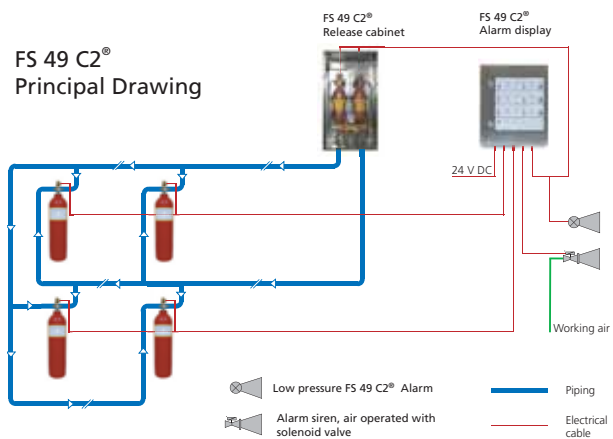 FS 49 C2®
Principal Drawing
FS 49 C2®
Release cabinet
FS 49 C2®
Alarm display
24 V DC
Working air
Low pressure FS 49 C2® Alarm
Alarm siren, air operated with
solenoid valve
Piping
Electrical
cable